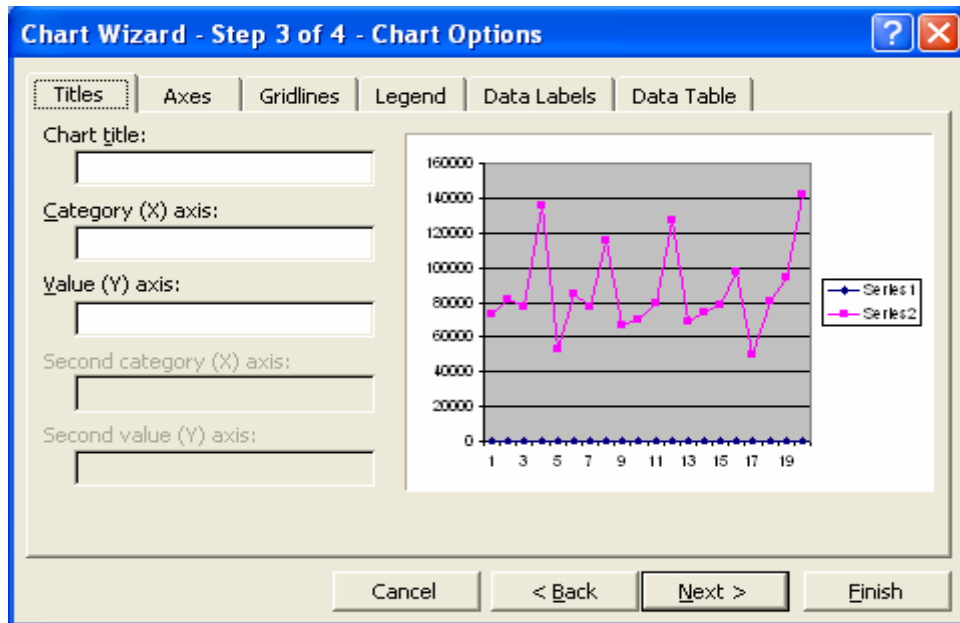 Chart Wizard - Step 3 of 4 - Chart Options
Titles Axes Gridlines Legend Data Labels Data Table
Chart title:
Category (X) axis:
Value (Y) axis:
Second category (X) axis:
Second value (Y) axis:
160000
140000
120000
100000
80000
60000
40000
20000
0
1 3 5 7 9 11 13 15 17 19
Series1
Series2
Cancel < Back Next > Finish